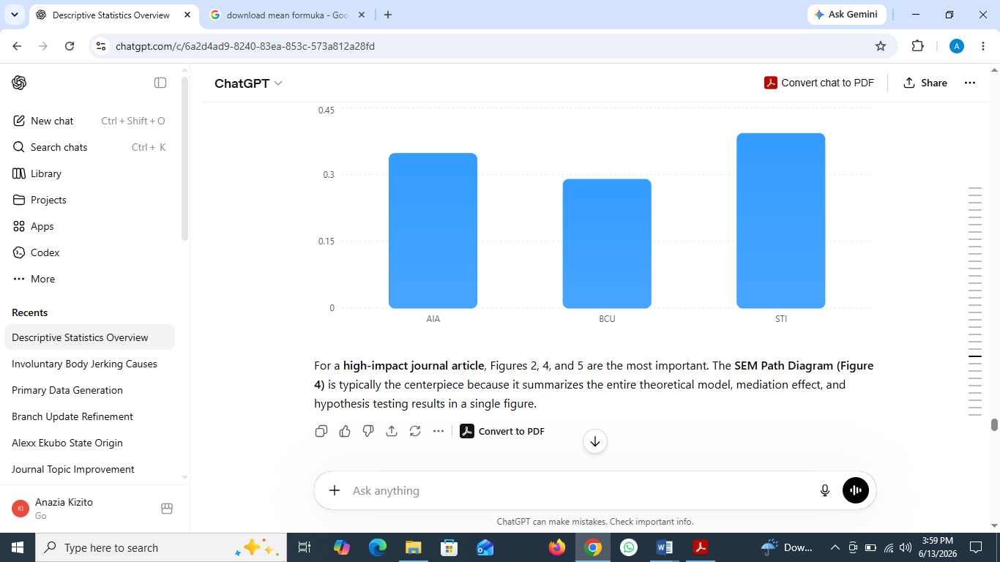 Descriptive Statistics Overview
download mean formuka - Goo
Ask Gemini
chatgpt.com/c/6a2d4ad9-8240-83ea-853c-573a812a28fd
A
ChatGPT
Convert chat to PDF
Share
New chat Ctrl + Shift + O
Search chats Ctrl + K
Library
Projects
Apps
Codex
More
Recents
Descriptive Statistics Overview
Involuntary Body Jerking Causes
Primary Data Generation
Branch Update Refinement
Alexx Ekubo State Origin
Journal Topic Improvement
KI
Anazia Kizito
Go
0.45
0.3
0.15
0
AIA
BCU
STI
For a high-impact journal article, Figures 2, 4, and 5 are the most important. The SEM Path Diagram (Figure
4) is typically the centerpiece because it summarizes the entire theoretical model, mediation effect, and
hypothesis testing results in a single figure.
Convert to PDF
Ask anything
ChatGPT can make mistakes. Check important info.
Type here to search
Dow...
3:59 PM
6/13/2026